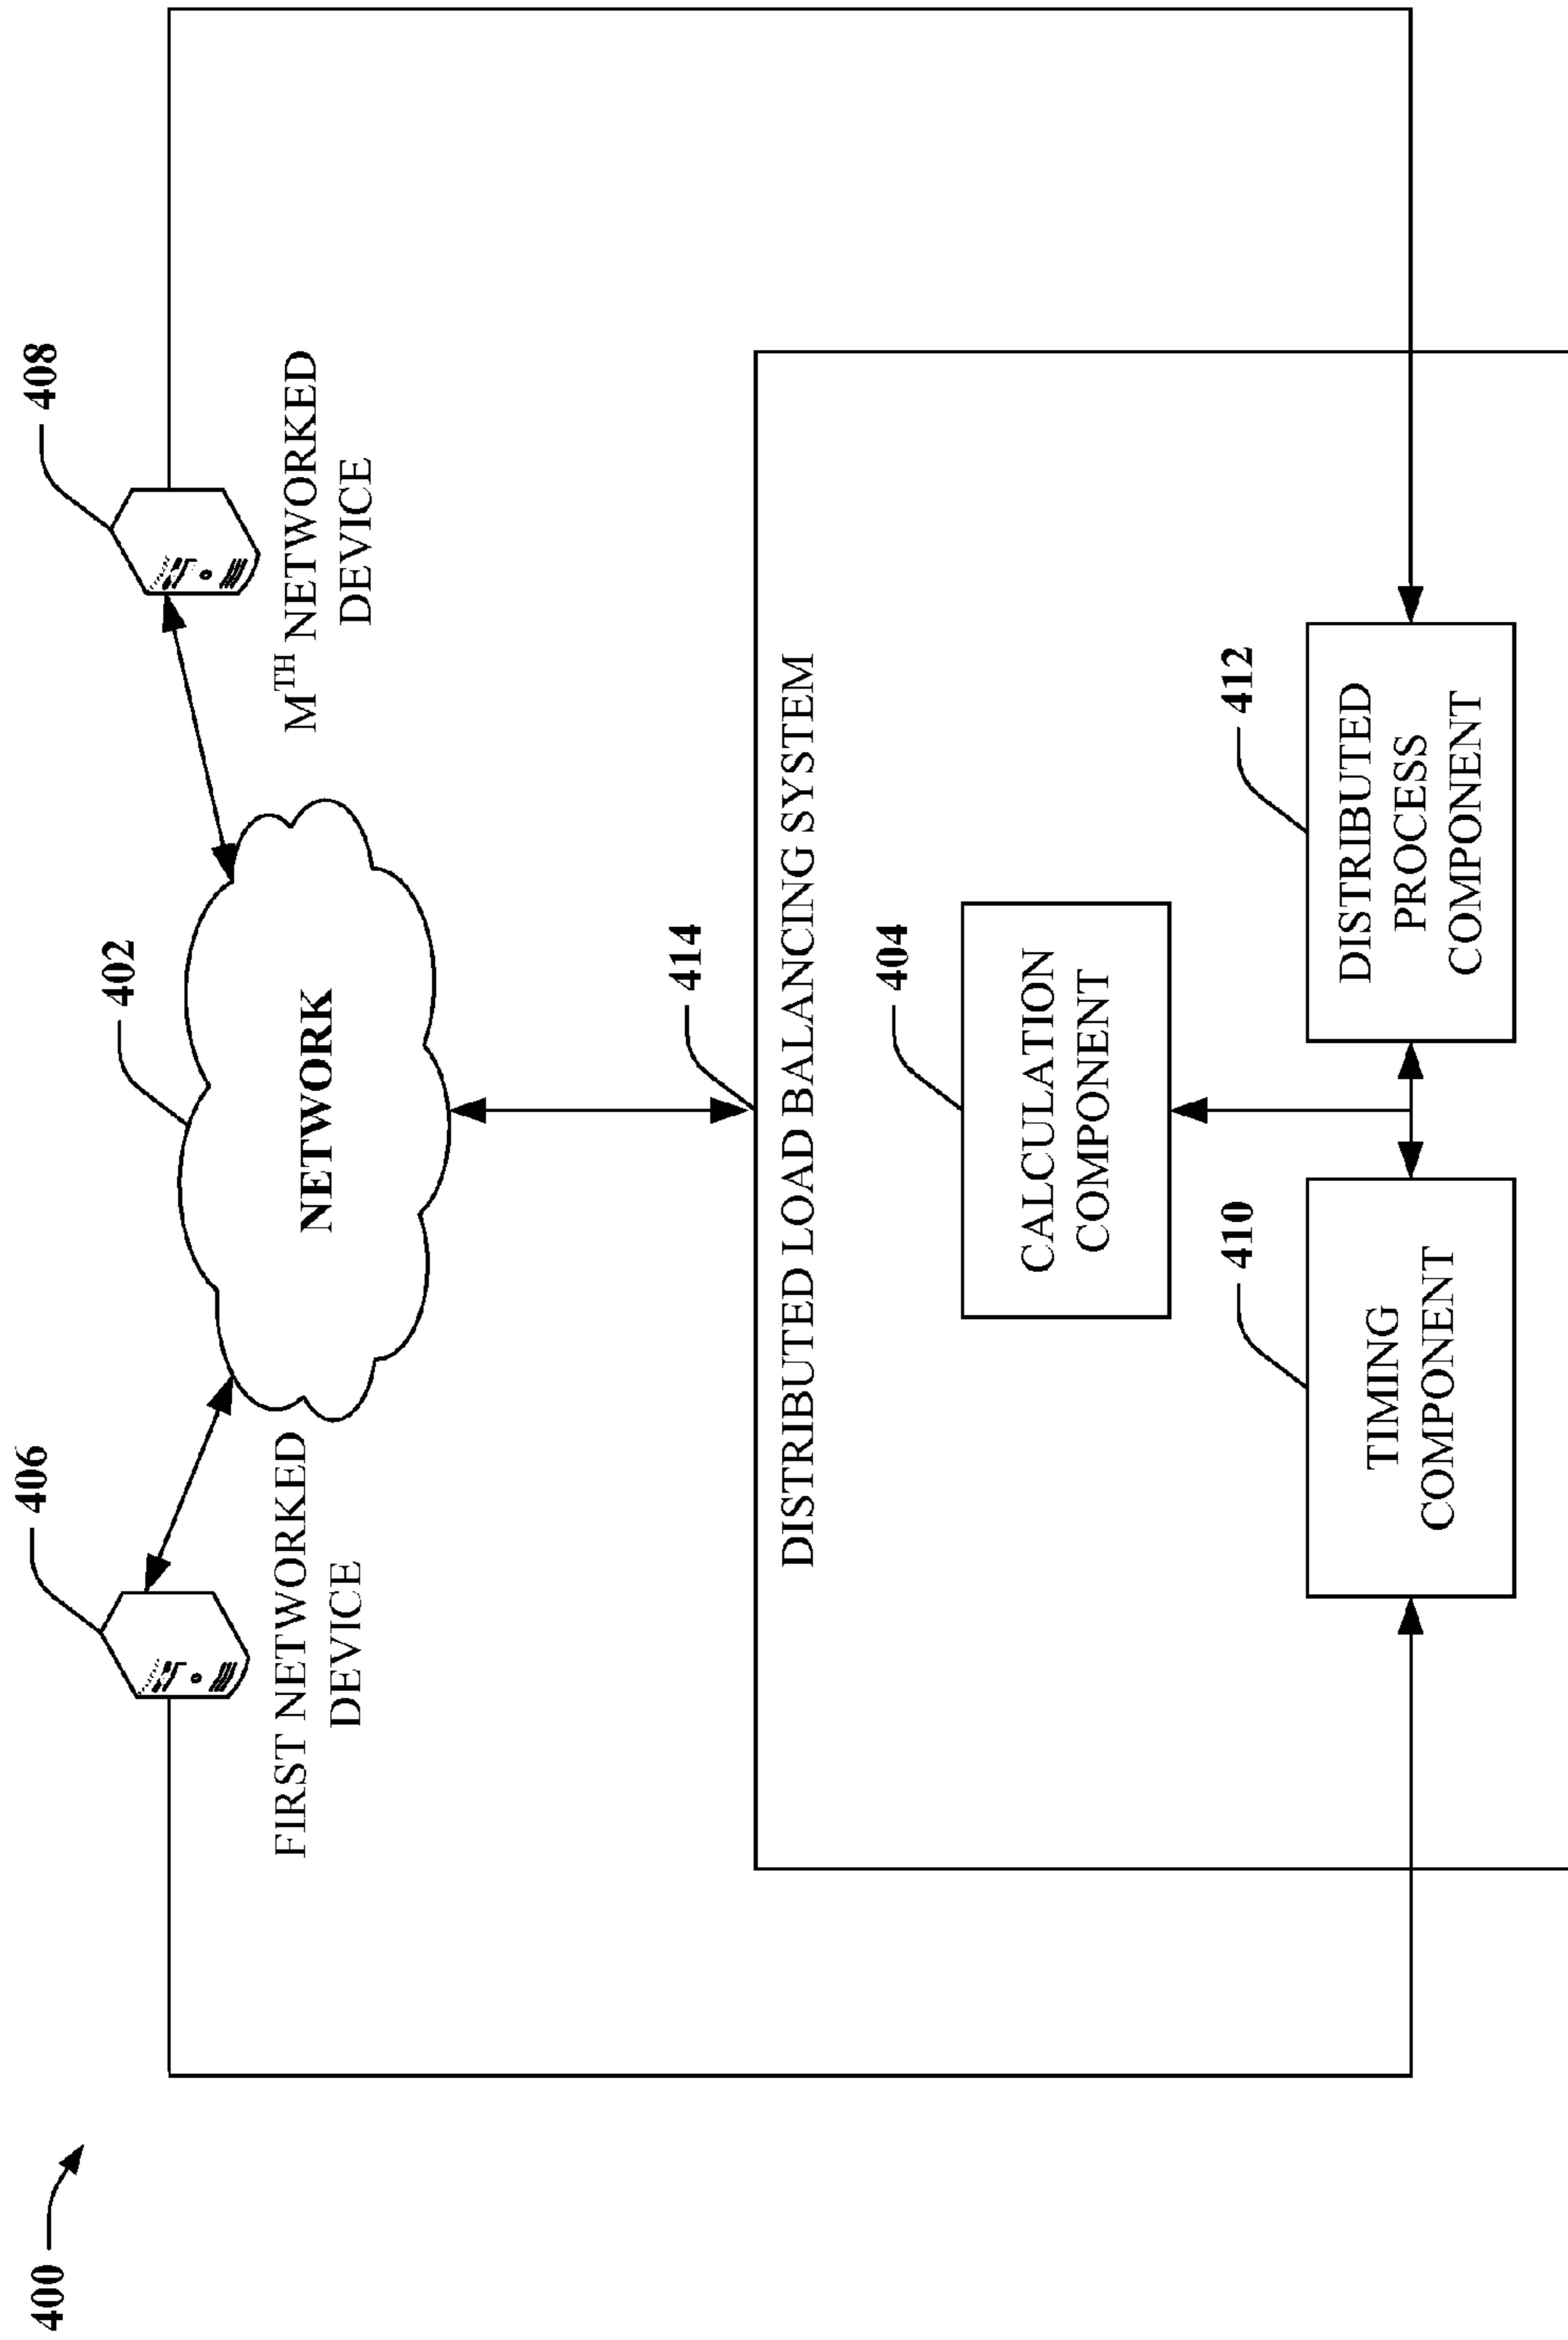 400
406
408
402
NETWORK
FIRST NETWORKED
DEVICE
MTH NETWORKED
DEVICE
414
DISTRIBUTED LOAD BALANCING SYSTEM
404
CALCULATION
COMPONENT
410
TIMING
COMPONENT
412
DISTRIBUTED
PROCESS
COMPONENT